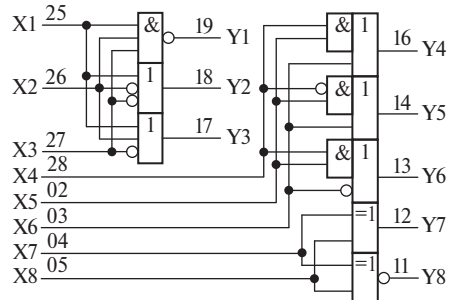 X1 25 & 19 Y1
X2 26 1 18 Y2
X3 27 1 17 Y3
X4 28
X5 02
X6 03
X7 04
X8 05
& 1 16 Y4
& 1 14 Y5
& 1 13 Y6
=1 12 Y7
=1 11 Y8